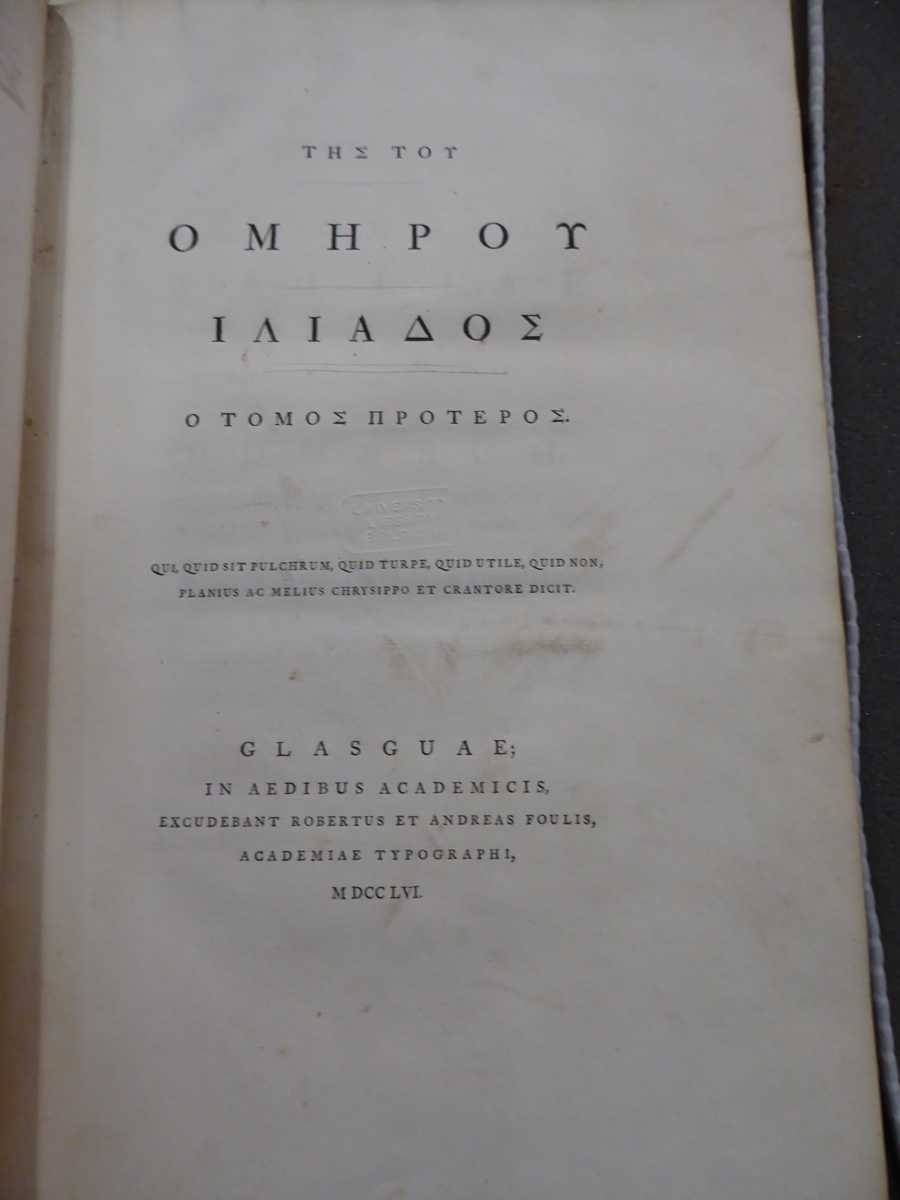 ΤΗΣ ΤΟΥ
ΟΜΗΡΟΥ
ΙΛΙΑΔΟΣ
Ο ΤΟΜΟΣ ΠΡΟΤΕΡΟΣ.
QUI, QUID SIT PULCHRUM, QUID TURPE, QUID UTILE, QUID NON,
PLANIUS AC MELIUS CHRYSIPPO ET CRANTORE DICIT.
GLASGUAE;
IN AEDIBUS ACADEMICIS,
EXCUDEBANT ROBERTUS ET ANDREAS FOULIS,
ACADEMIAE TYPOGRAPHI,
M DCC LVI.